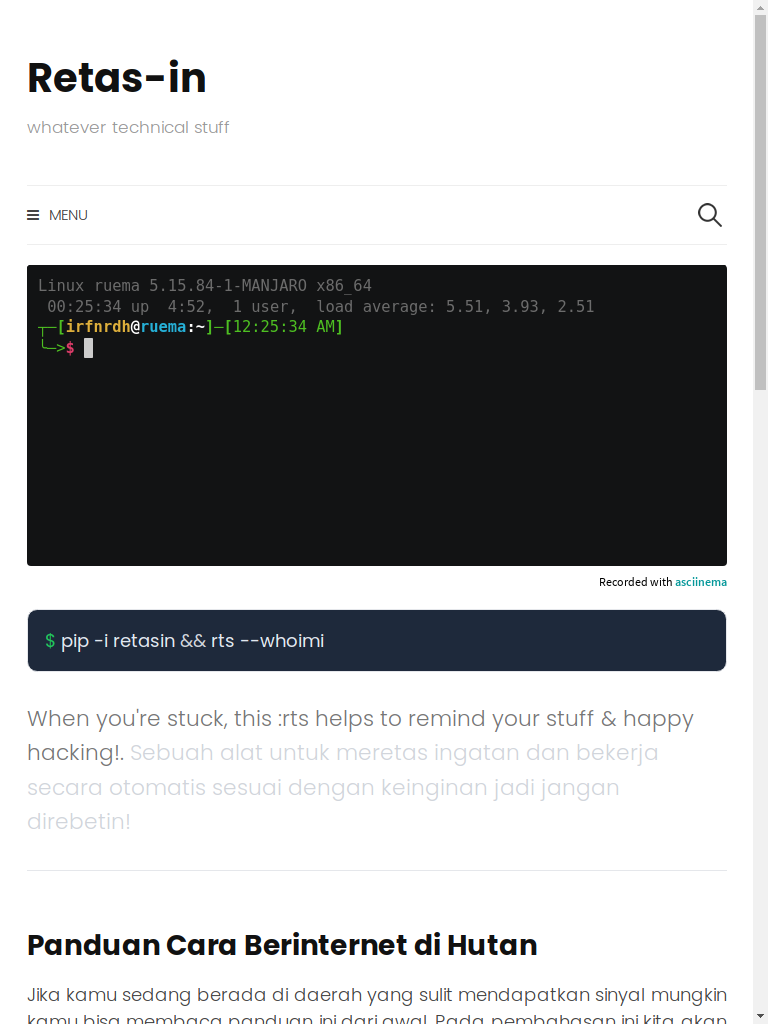 Retas-in
whatever technical stuff
MENU
Linux ruema 5.15.84-1-MANJARO x86_64
00:25:34 up  4:52,  1 user,  load average: 5.51, 3.93, 2.51
┬─[irfnrdh@ruema:~]─[12:25:34 AM]
╰─>$
Recorded with asciinema
$ pip -i retasin && rts --whoimi
When you're stuck, this :rts helps to remind your stuff & happy
hacking!. Sebuah alat untuk meretas ingatan dan bekerja
secara otomatis sesuai dengan keinginan jadi jangan
direbetin!
Panduan Cara Berinternet di Hutan
Jika kamu sedang berada di daerah yang sulit mendapatkan sinyal mungkin
kamu bisa membaca panduan ini dari awal. Pada pembahasan ini kita akan